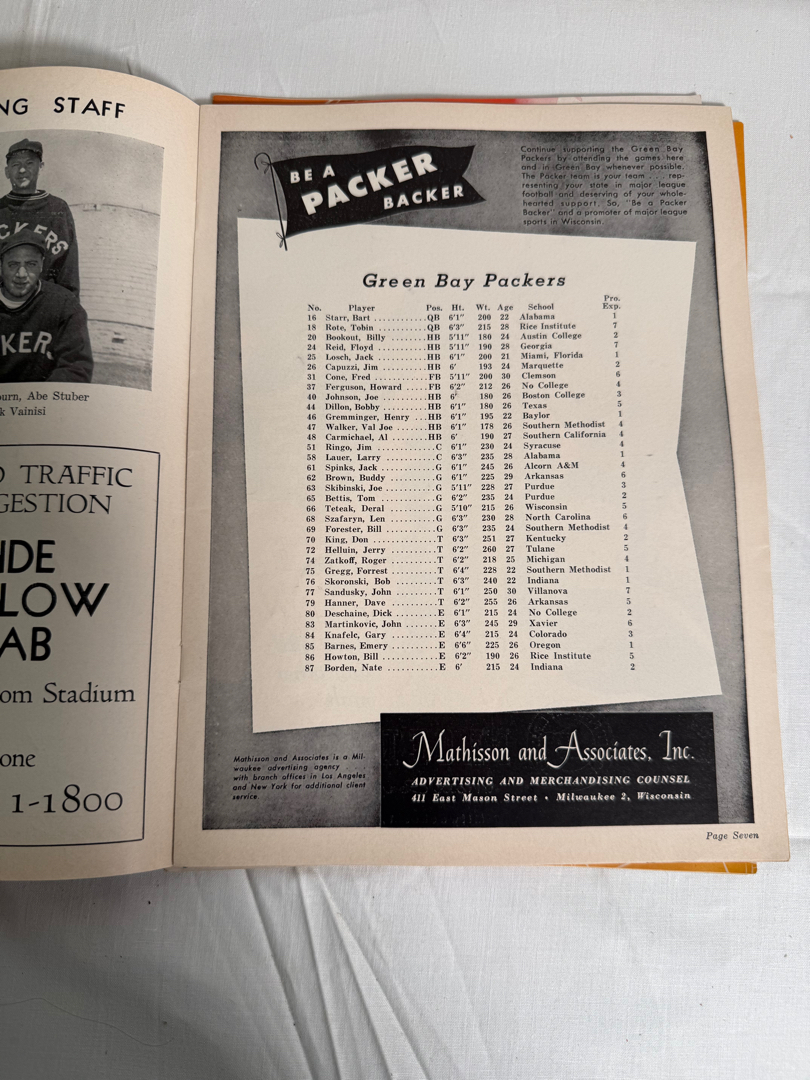 NG STAFF
CKERS
KER
ourn, Abe Stuber
k Vainisi
O TRAFFIC
GESTION
IDE
LOW
AB
om Stadium
one
1-1800
BE A
PACKER
BACKER
Continue supporting the Green Bay
Packers by attending the games here
and in Green Bay whenever possible.
The Packer team is your team . . . rep-
resenting your state in major league
football and deserving of your whole-
hearted support. So, "Be a Packer
Backer" and a promoter of major league
sports in Wisconsin.
Green Bay Packers
No. Player Pos. Ht. Wt. Age School Pro. Exp.
16 Starr, Bart ............QB 6'1" 200 22 Alabama 1
18 Rote, Tobin ...........QB 6'3" 215 28 Rice Institute 7
20 Bookout, Billy .........HB 5'11" 180 24 Austin College 2
24 Reid, Floyd ............HB 5'11" 190 28 Georgia 7
25 Losch, Jack ............HB 6'1" 200 21 Miami, Florida 1
26 Capuzzi, Jim ..........HB 6' 193 24 Marquette 2
31 Cone, Fred ............FB 5'11" 200 30 Clemson 6
37 Ferguson, Howard .....FB 6'2" 212 26 No College 4
40 Johnson, Joe ..........HB 6' 180 26 Boston College 3
44 Dillon, Bobby ..........HB 6'1" 180 26 Texas 5
46 Gremminger, Henry ...HB 6'1" 195 22 Baylor 1
47 Walker, Val Joe .......HB 6'1" 178 26 Southern Methodist 4
48 Carmichael, Al .......HB 6' 190 27 Southern California 4
51 Ringo, Jim .............C 6'1" 230 24 Syracuse 4
58 Lauer, Larry ............C 6'3" 235 28 Alabama 1
61 Spinks, Jack ............G 6'1" 245 26 Alcorn A&M 4
62 Brown, Buddy ..........G 6'1" 225 29 Arkansas 6
63 Skibinski, Joe ...........G 5'11" 228 27 Purdue 3
65 Bettis, Tom .............G 6'2" 235 24 Purdue 2
66 Teteak, Deral ...........G 5'10" 215 26 Wisconsin 5
68 Szafaryn, Len ...........G 6'3" 230 28 North Carolina 6
69 Forester, Bill ............G 6'3" 235 24 Southern Methodist 4
70 King, Don ..............T 6'3" 251 27 Kentucky 2
72 Helluin, Jerry ...........T 6'2" 260 27 Tulane 5
74 Zatkoff, Roger ..........T 6'2" 218 25 Michigan 4
75 Gregg, Forrest ..........T 6'4" 228 22 Southern Methodist 1
76 Skoronski, Bob .........T 6'3" 240 22 Indiana 1
77 Sandusky, John .........T 6'1" 250 30 Villanova 7
79 Hanner, Dave ..........T 6'2" 255 26 Arkansas 5
80 Deschaine, Dick .........E 6'1" 215 24 No College 2
83 Martinkovic, John .......E 6'3" 245 29 Xavier 6
84 Knafelc, Gary ...........E 6'4" 215 24 Colorado 3
85 Barnes, Emery ..........E 6'6" 225 26 Oregon 1
86 Howton, Bill ............E 6'2" 190 26 Rice Institute 5
87 Borden, Nate ...........E 6' 215 24 Indiana 2
Mathisson and Associates is a Mil-
waukee advertising agency . . .
with branch offices in Los Angeles
and New York for additional client
service.
Mathisson and Associates, Inc.
ADVERTISING AND MERCHANDISING COUNSEL
411 East Mason Street • Milwaukee 2, Wisconsin
Page Seven